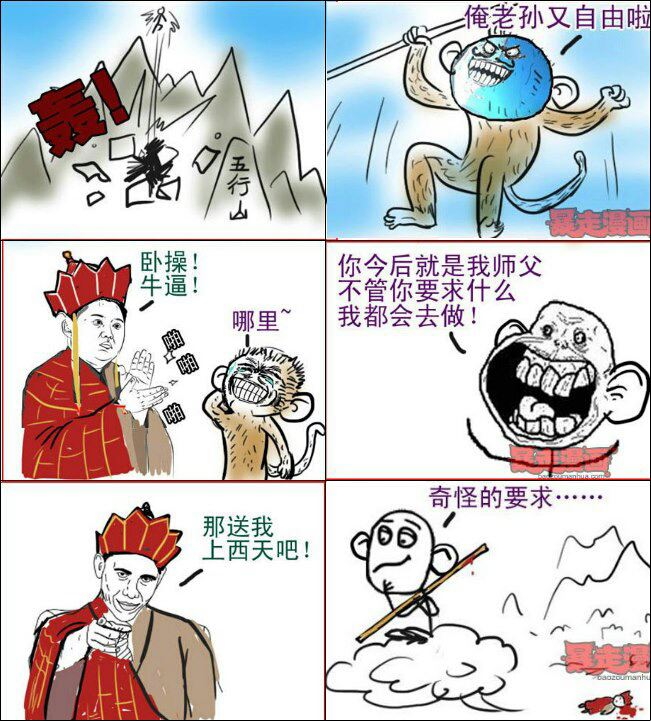 轰!
五行山
俺老孙又自由啦
暴走漫画
卧操!
牛逼!
啪
啪
啪
哪里~
你今后就是我师父
不管你要求什么
我都会去做!
暴走漫画
baozoumanhua.com
那送我
上西天吧!
奇怪的要求……
暴走漫画
baozoumanhua